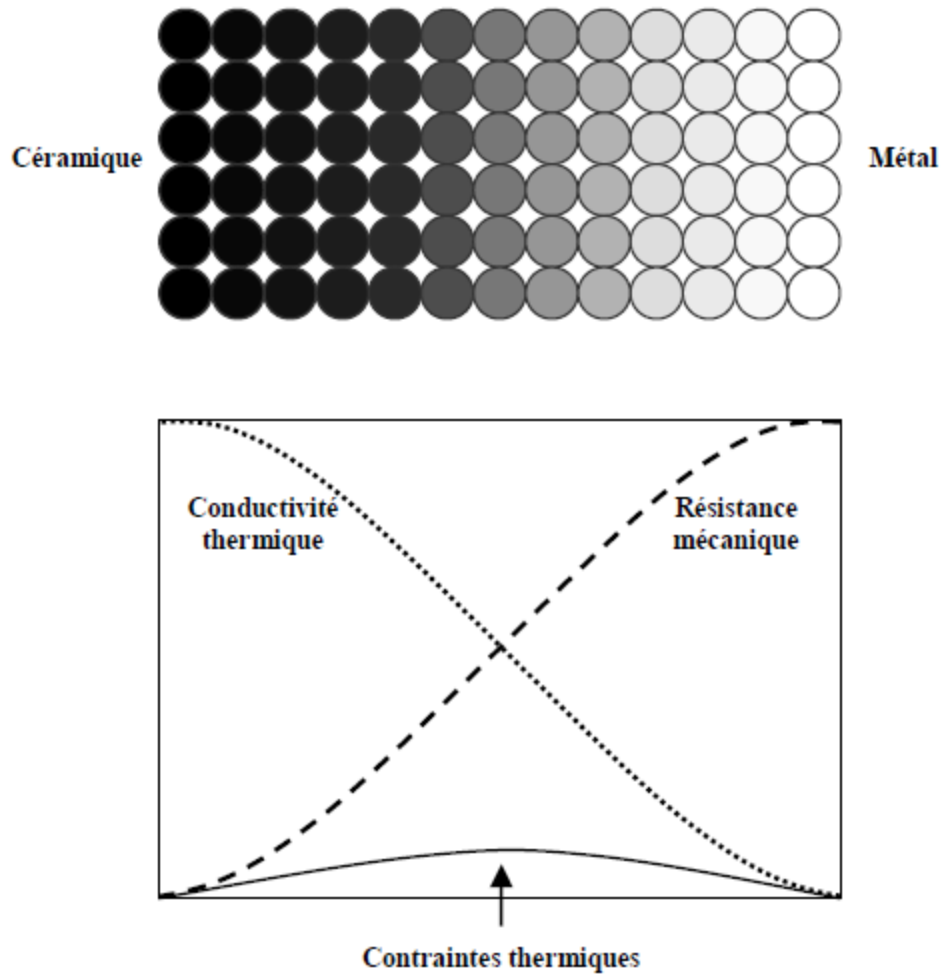 Céramique
Métal
Conductivité
thermique
Résistance
mécanique
Contraintes thermiques